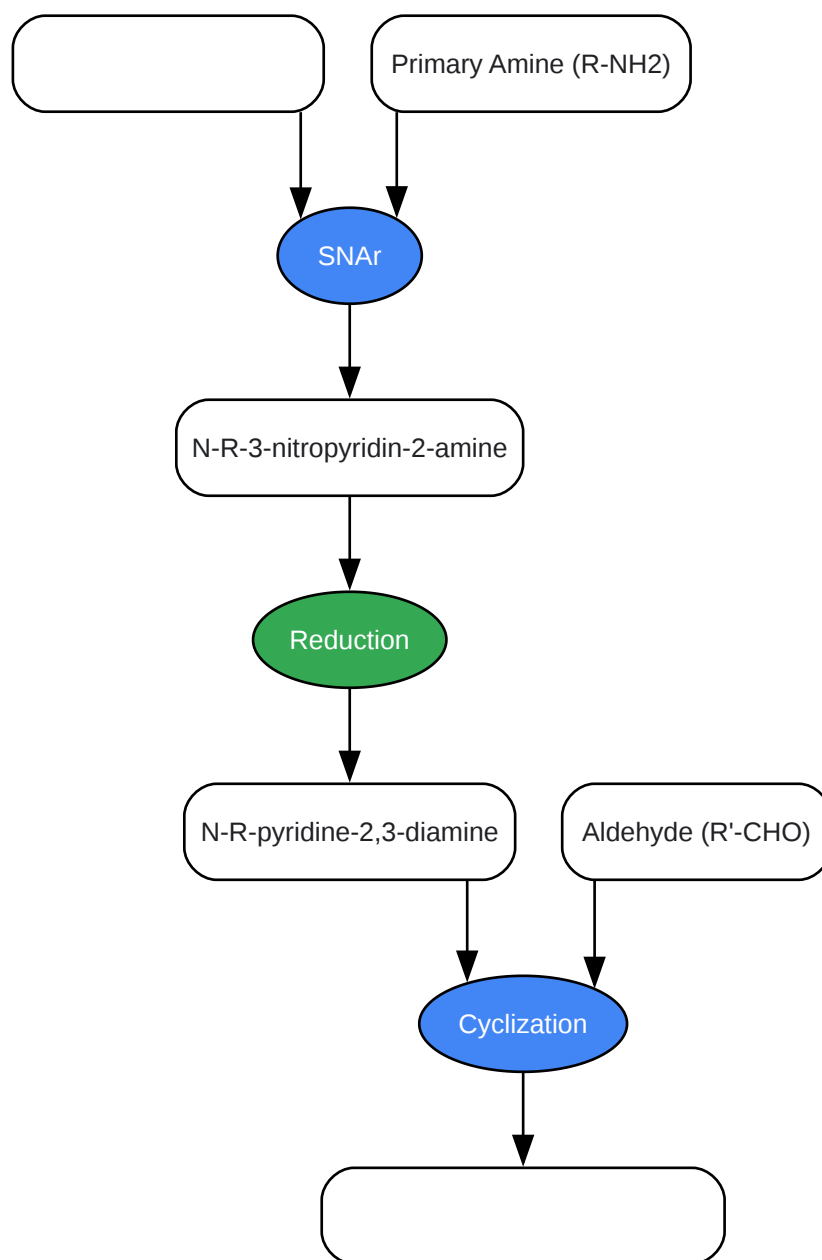 Primary Amine (R-NH2)
SNAr
N-R-3-nitropyridin-2-amine
Reduction
N-R-pyridine-2,3-diamine
Aldehyde (R'-CHO)
Cyclization